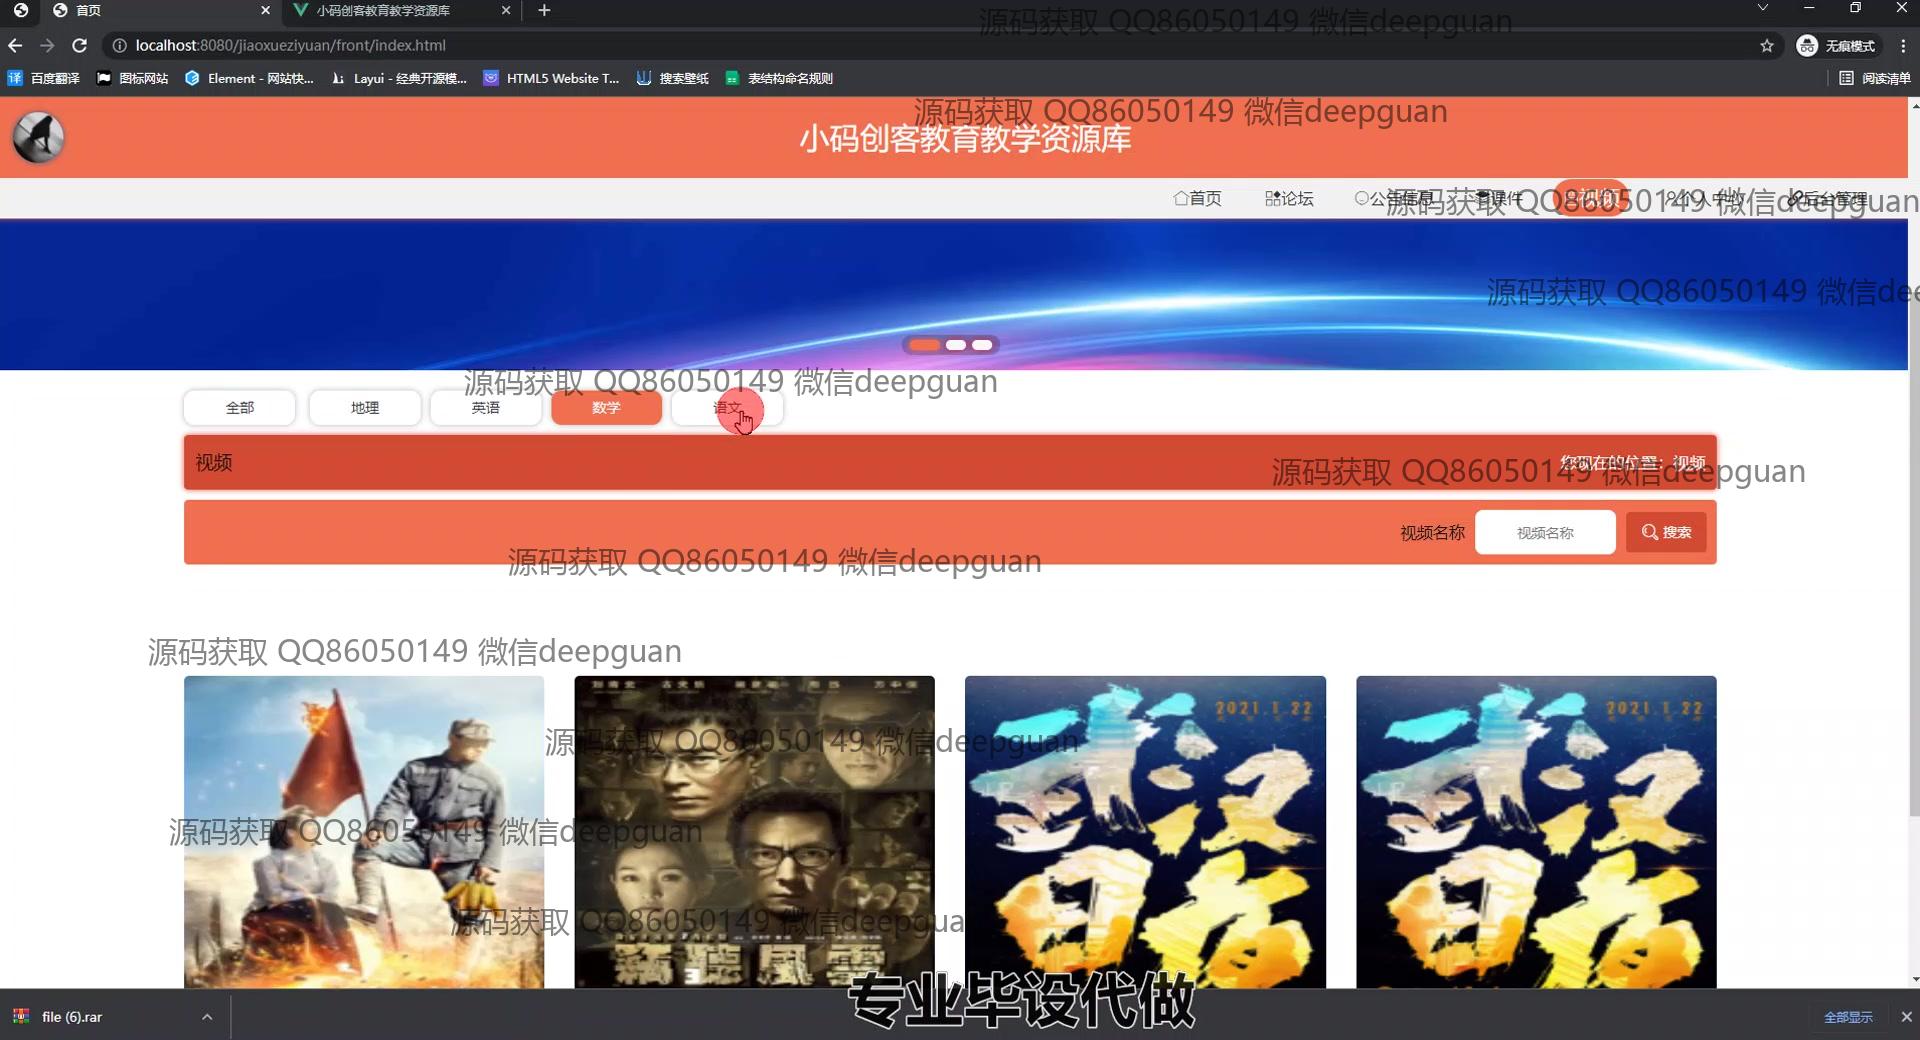 首页
小码创客教育教学资源库
源码获取 QQ86050149 微信deepguan
localhost:8080/jiaoxueziyuan/front/index.html
无痕模式
百度翻译
图标网站
Element - 网站快...
Layui - 经典开源模...
HTML5 Website T...
搜索壁纸
表结构命名规则
阅读清单
源码获取 QQ86050149 微信deepguan
小码创客教育教学资源库
首页
论坛
公告信息
课件
视频
个人中心
后台管理
源码获取 QQ86050149 微信deepguan
源码获取 QQ86050149 微信dee
源码获取 QQ86050149 微信deepguan
全部
地理
英语
数学
语文
视频
您现在的位置：视频
源码获取 QQ86050149 微信deepguan
视频名称
视频名称
搜索
源码获取 QQ86050149 微信deepguan
源码获取 QQ86050149 微信deepguan
2021.1.22
2021.1.22
源码获取 QQ86050149 微信deepguan
源码获取 QQ86050149 微信deepguan
源码获取 QQ86050149 微信deepgua
专业毕设代做
file (6).rar
全部显示